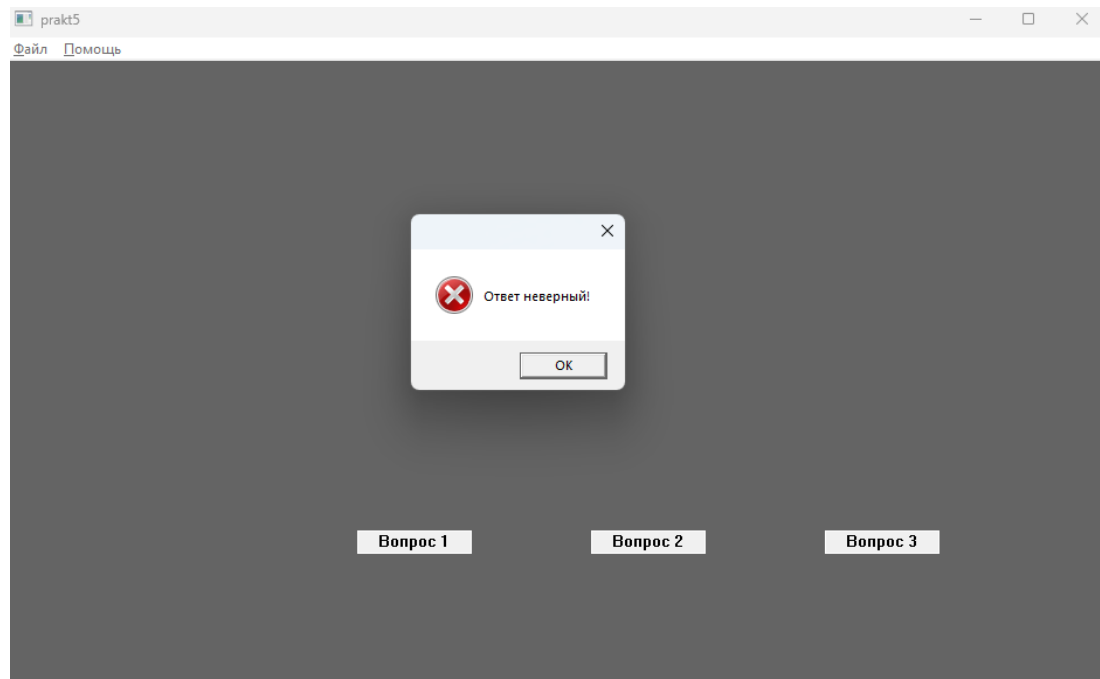 prakt5
Файл Помощь
Ответ неверный!
OK
Вопрос 1 Вопрос 2 Вопрос 3